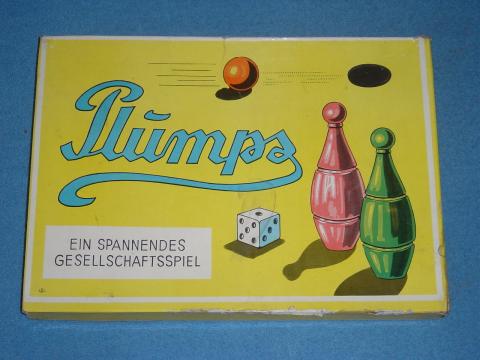 Plumps
EIN SPANNENDES
GESELLSCHAFTSSPIEL